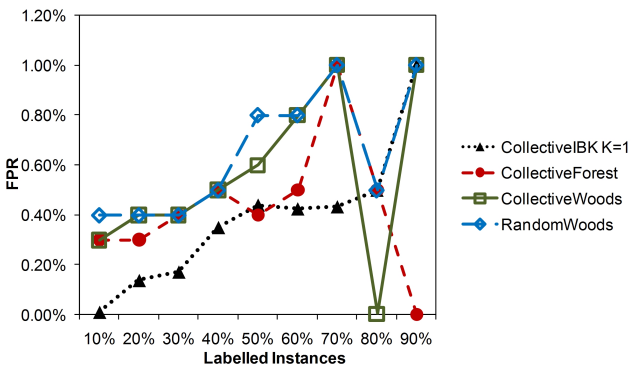 1.20%
1.00%
0.80%
0.60%
0.40%
0.20%
0.00%
FPR
10% 20% 30% 40% 50% 60% 70% 80% 90%
Labelled Instances
CollectiveIBK K=1
CollectiveForest
CollectiveWoods
RandomWoods